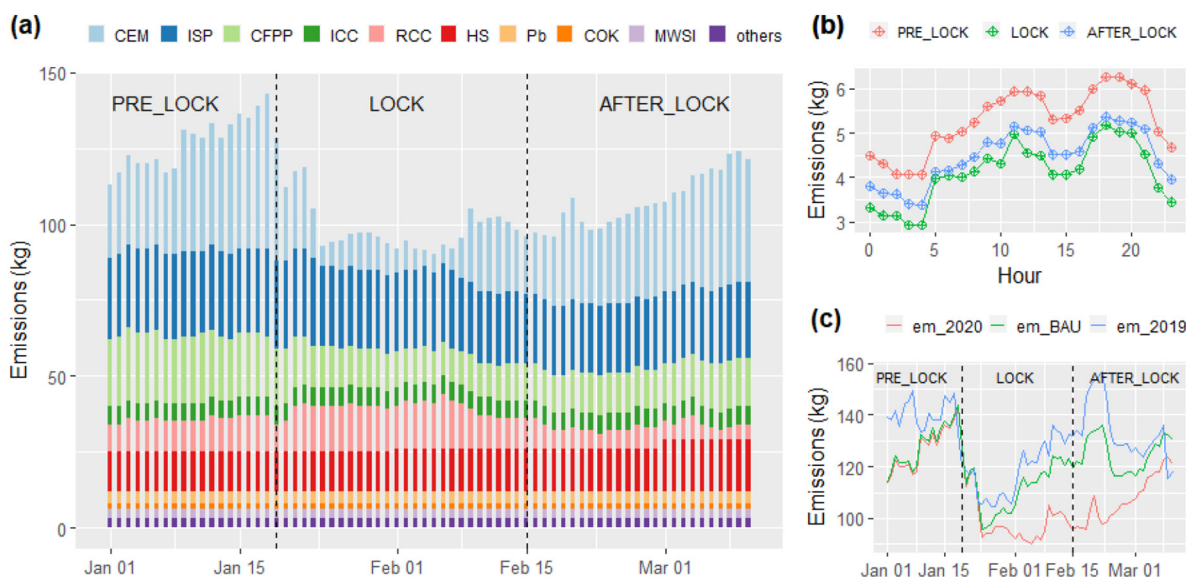 (a)
CEM ISP CFPP ICC RCC HS Pb COK MWSI others
150
100
50
0
Emissions (kg)
PRE_LOCK LOCK AFTER_LOCK
Jan 01 Jan 15 Feb 01 Feb 15 Mar 01
(b)
PRE_LOCK LOCK AFTER_LOCK
6
5
4
3
Emissions (kg)
0 5 10 15 20
Hour
(c)
em_2020 em_BAU em_2019
160
140
120
100
Emissions (kg)
PRE_LOCK LOCK AFTER_LOCK
Jan 01 Jan 15 Feb 01 Feb 15 Mar 01